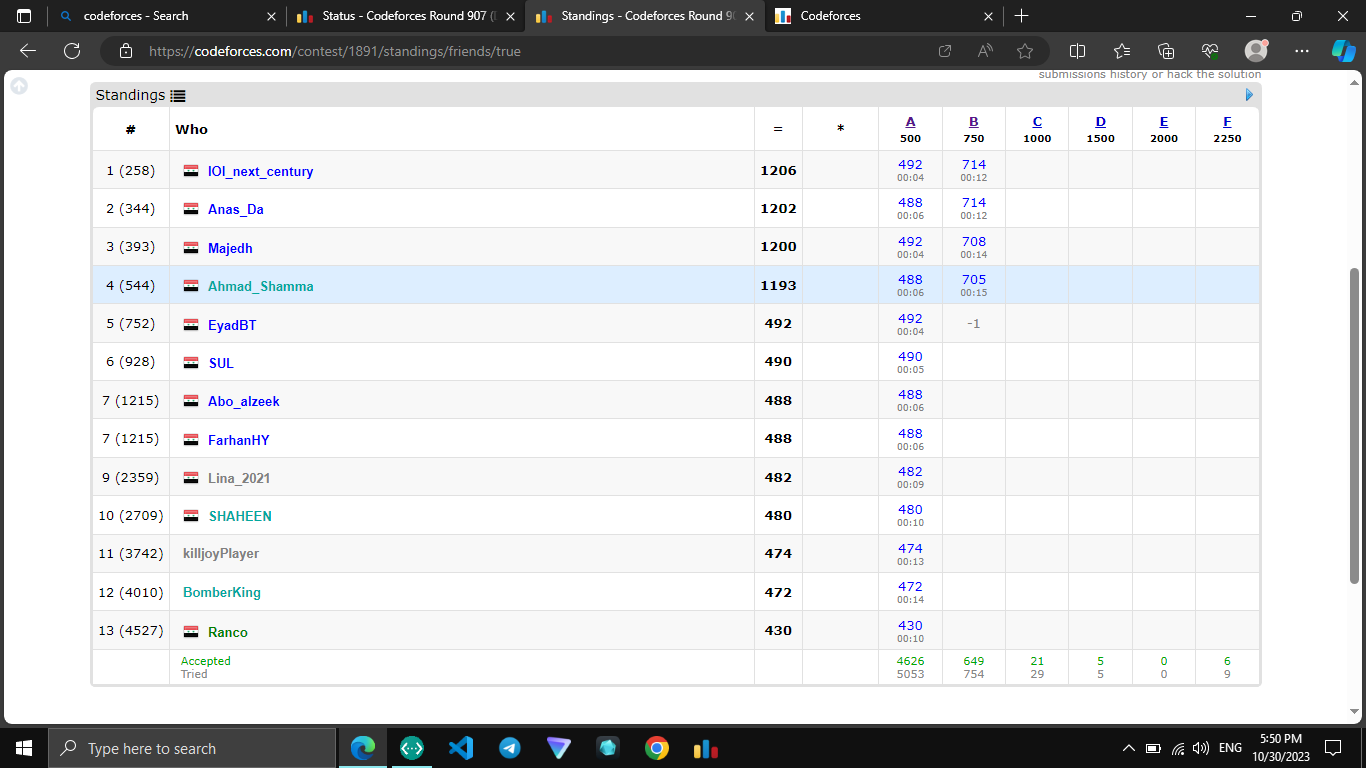 codeforces - Search
Status - Codeforces Round 907 (
Standings - Codeforces Round 90
Codeforces
https://codeforces.com/contest/1891/standings/friends/true
submissions history or hack the solution
Standings
# Who = * A B C D E F
500 750 1000 1500 2000 2250
1 (258) IOI_next_century 1206 492 714
00:04 00:12
2 (344) Anas_Da 1202 488 714
00:06 00:12
3 (393) Majedh 1200 492 708
00:04 00:14
4 (544) Ahmad_Shamma 1193 488 705
00:06 00:15
5 (752) EyadBT 492 492 -1
00:04
6 (928) SUL 490 490
00:05
7 (1215) Abo_alzeek 488 488
00:06
7 (1215) FarhanHY 488 488
00:06
9 (2359) Lina_2021 482 482
00:09
10 (2709) SHAHEEN 480 480
00:10
11 (3742) killjoyPlayer 474 474
00:13
12 (4010) BomberKing 472 472
00:14
13 (4527) Ranco 430 430
00:10
Accepted 4626 649 21 5 0 6
Tried 5053 754 29 5 0 9
Type here to search
ENG
5:50 PM
10/30/2023